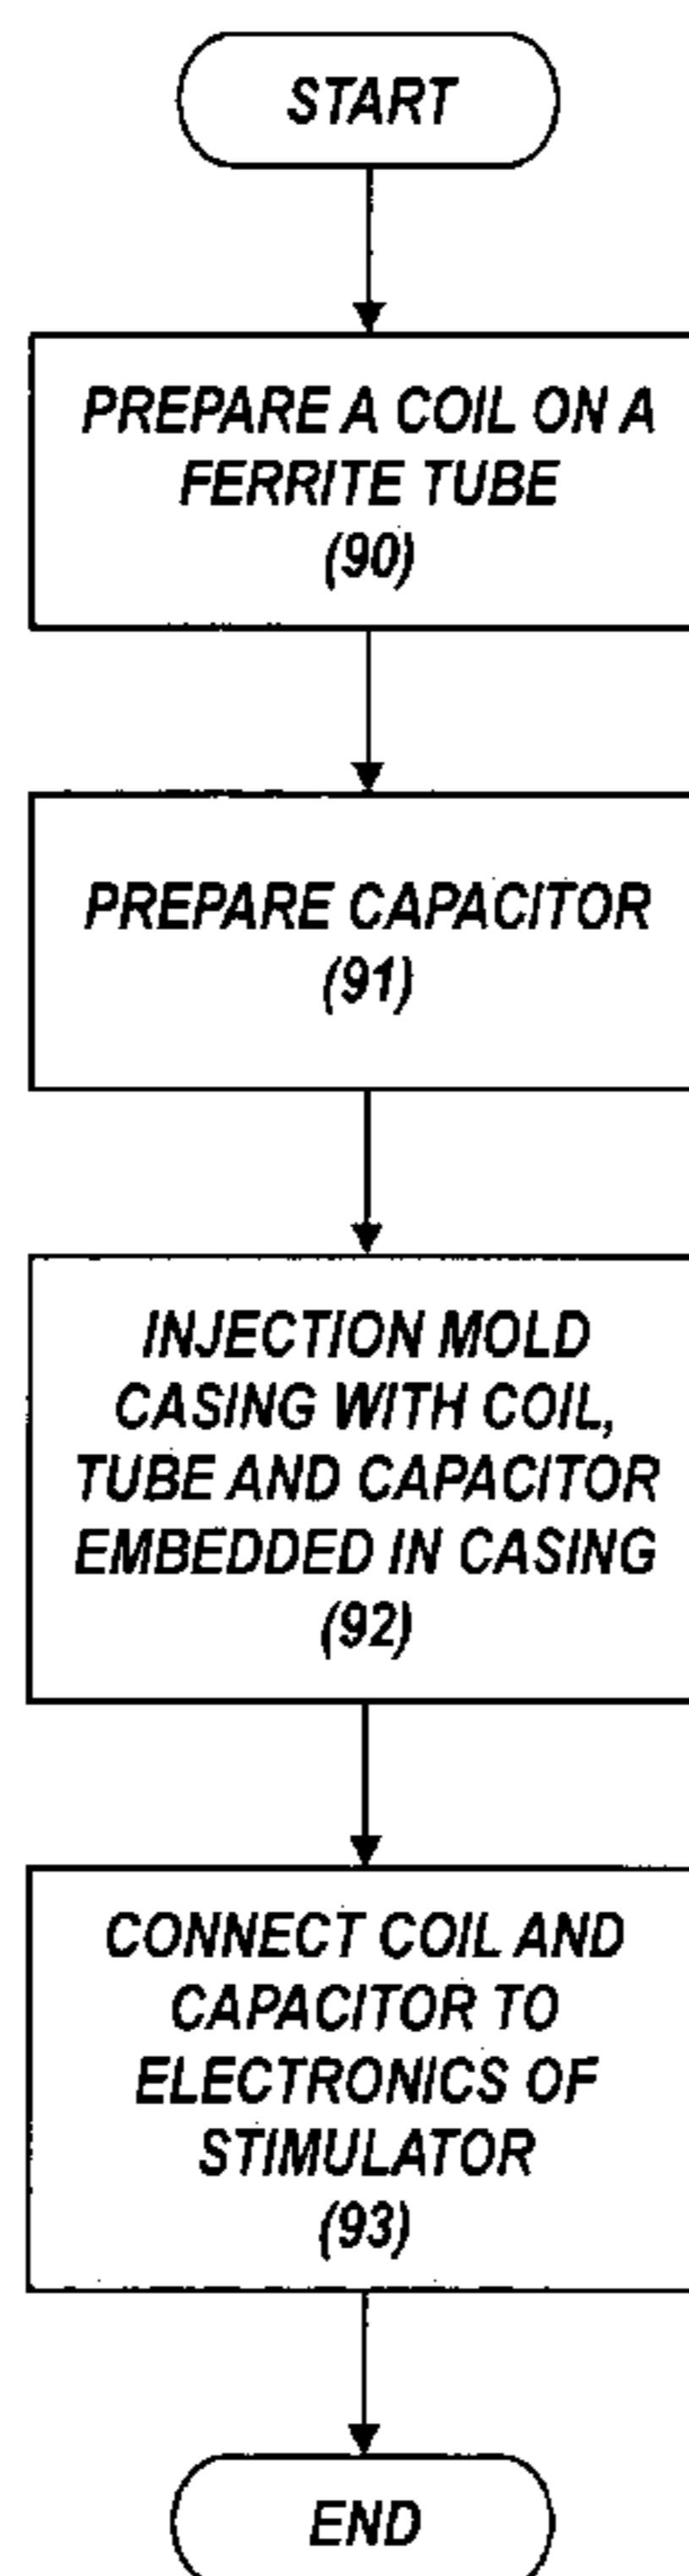 START
PREPARE A COIL ON A
FERRITE TUBE
(90)
PREPARE CAPACITOR
(91)
INJECTION MOLD
CASING WITH COIL,
TUBE AND CAPACITOR
EMBEDDED IN CASING
(92)
CONNECT COIL AND
CAPACITOR TO
ELECTRONICS OF
STIMULATOR
(93)
END